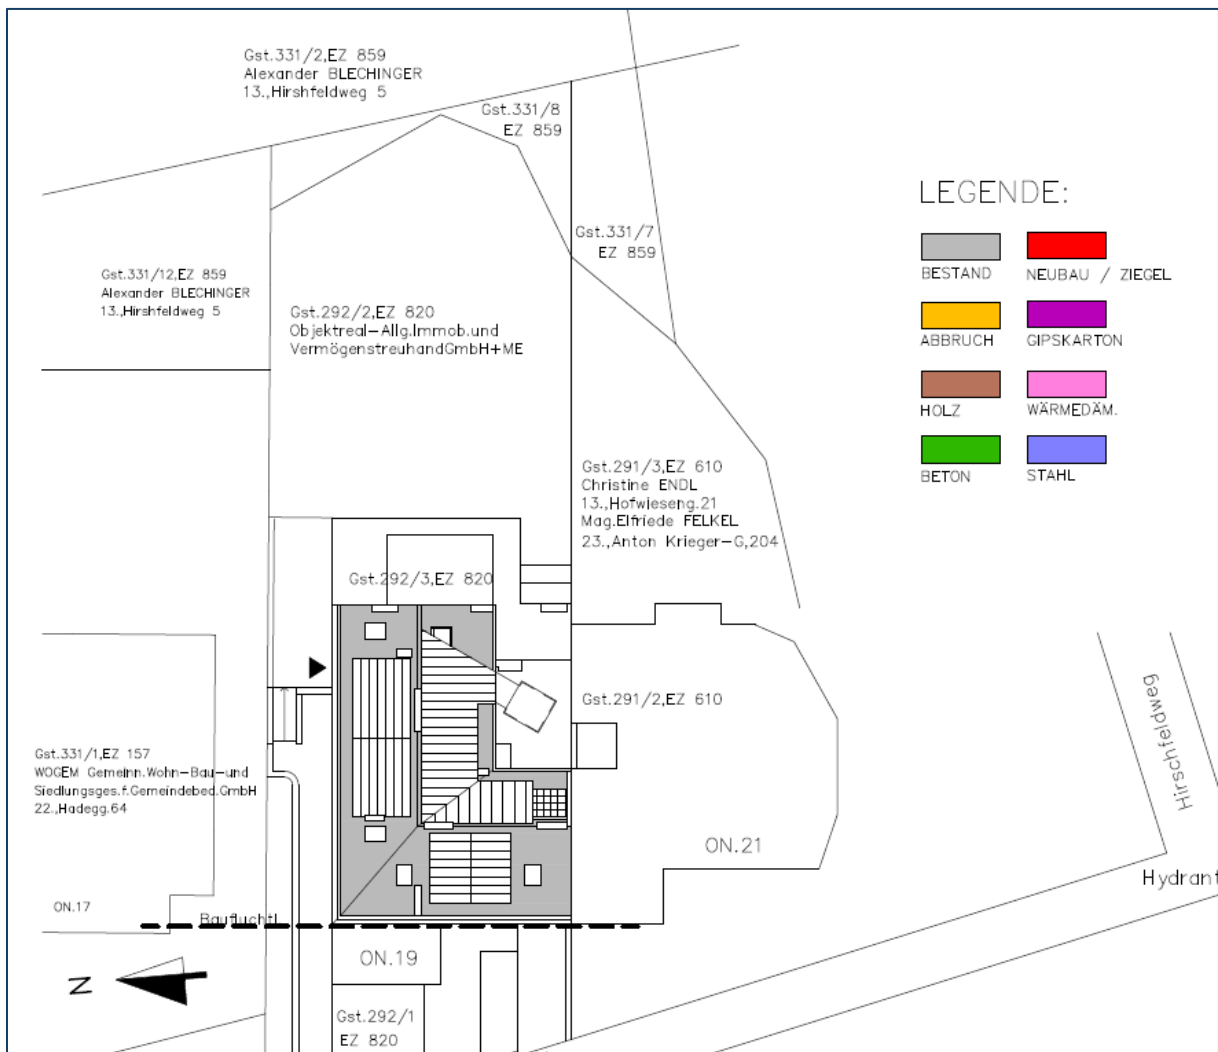 Gst.331/2,EZ 859
Alexander BLECHINGER
13.,Hirshfeldweg 5
Gst.331/8
EZ 859
Gst.331/7
EZ 859
Gst.331/12,EZ 859
Alexander BLECHINGER
13.,Hirshfeldweg 5
Gst.292/2,EZ 820
Objektreal-Allg.Immob.und
VermögenstreuhandGmbH+ME
LEGENDE:
BESTAND
NEUBAU / ZIEGEL
ABBRUCH
GIPSKARTON
HOLZ
WÄRMEDÄM.
BETON
STAHL
Gst.291/3,EZ 610
Christine ENDL
13.,Hofwieseng.21
Mag.Elfriede FELKEL
23.,Anton Krieger-G,204
Gst.292/3,EZ 820
Gst.291/2,EZ 610
Hirschfeldweg
Gst.331/1,EZ 157
WOGEM Gemeinn.Wohn-Bau-und
Siedlungsges.f.Gemeindebed.GmbH
22.,Hadegg.64
ON.21
Hydrant
ON.17
Baufluchtl
ON.19
N
Gst.292/1
EZ 820